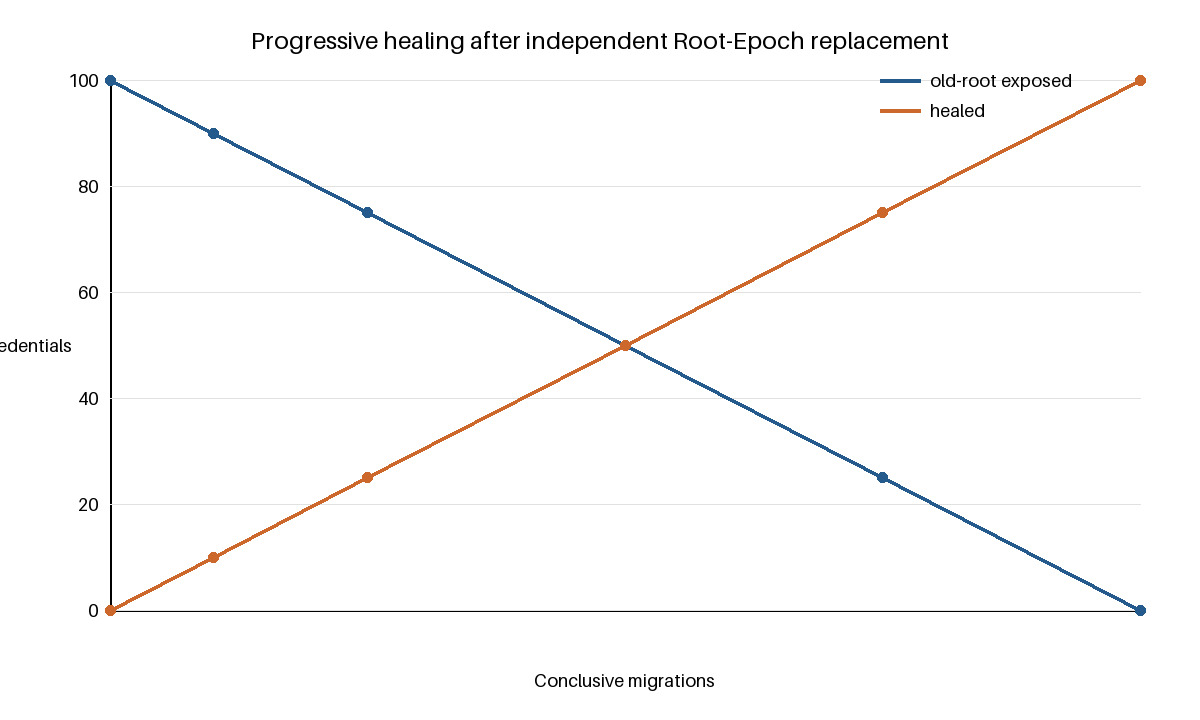 Progressive healing after independent Root-Epoch replacement
100
old-root exposed
healed
80
60
edentials
40
20
0
Conclusive migrations